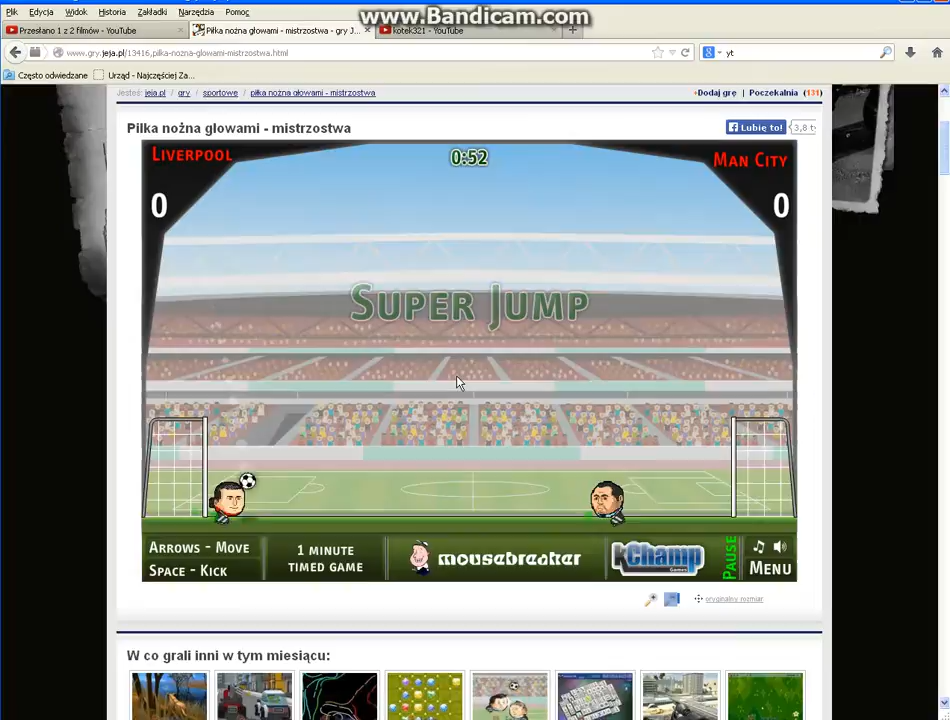 www.Bandicam.com
Plik Edycja Widok Historia Zakładki Narzędzia Pomoc
Przesłano 1 z 2 filmów - YouTube
Piłka nożna głowami - mistrzostwa - gry J...
kotek321 - YouTube
www.gry.jeja.pl/13416,pilka-nozna-glowami-mistrzostwa.html
yt
Często odwiedzane Urząd - Najczęściej Za...
Jesteś: jeja.pl / gry / sportowe / piłka nożna głowami - mistrzostwa
+Dodaj grę | Poczekalnia (131)
Piłka nożna głowami - mistrzostwa
Lubię to! 3,8 t
LIVERPOOL 0:52 MAN CITY
0 0
SUPER JUMP
ARROWS - MOVE
SPACE - KICK
1 MINUTE
TIMED GAME
mousebreaker
kChamp
Games
PAUSE
MENU
oryginalny rozmiar
W co grali inni w tym miesiącu: